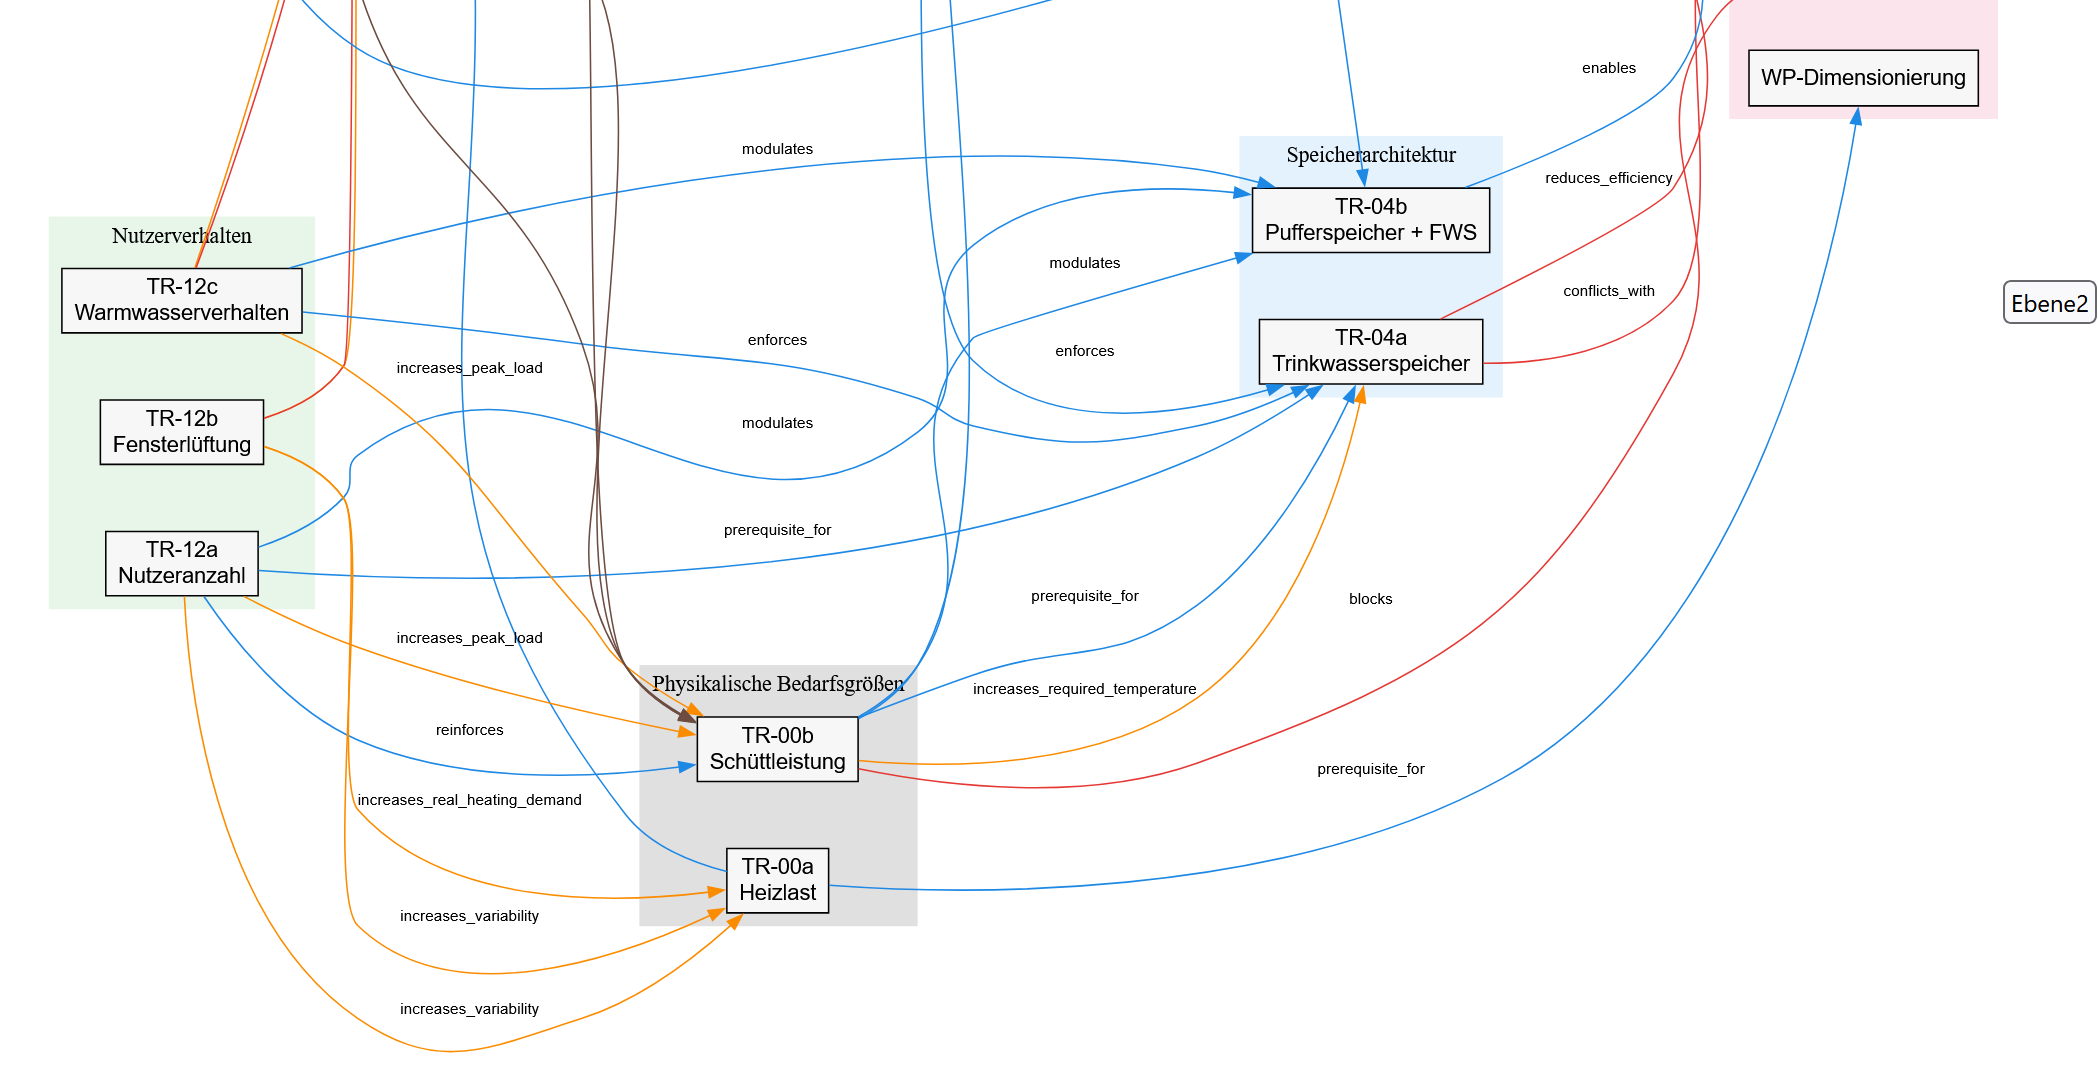 enables
WP-Dimensionierung
modulates
Speicherarchitektur
reduces_efficiency
TR-04b
Pufferspeicher + FWS
Nutzerverhalten
modulates
TR-12c
Warmwasserverhalten
conflicts_with
Ebene2
enforces
enforces
TR-04a
Trinkwasserspeicher
increases_peak_load
TR-12b
Fensterlüftung
modulates
prerequisite_for
TR-12a
Nutzeranzahl
prerequisite_for
blocks
increases_peak_load
Physikalische Bedarfsgrößen
increases_required_temperature
reinforces
TR-00b
Schüttleistung
prerequisite_for
increases_real_heating_demand
TR-00a
Heizlast
increases_variability
increases_variability